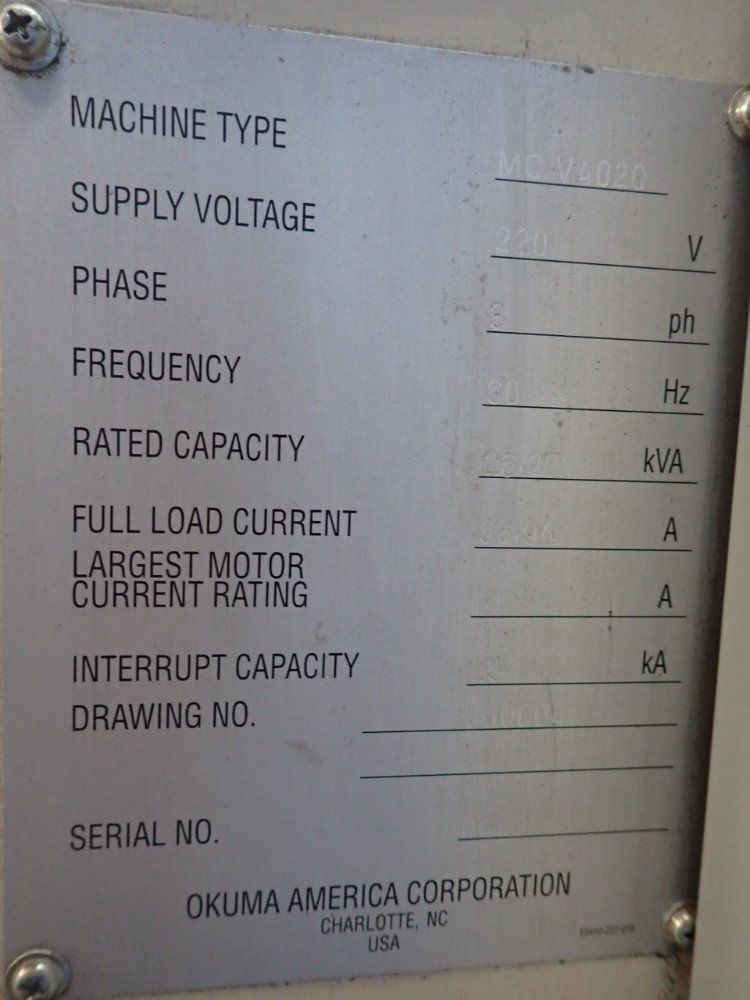 MACHINE TYPE MC V4020
SUPPLY VOLTAGE 220 V
PHASE 3 ph
FREQUENCY 60 Hz
RATED CAPACITY kVA
FULL LOAD CURRENT A
LARGEST MOTOR
CURRENT RATING A
INTERRUPT CAPACITY kA
DRAWING NO.
SERIAL NO.
OKUMA AMERICA CORPORATION
CHARLOTTE, NC
USA